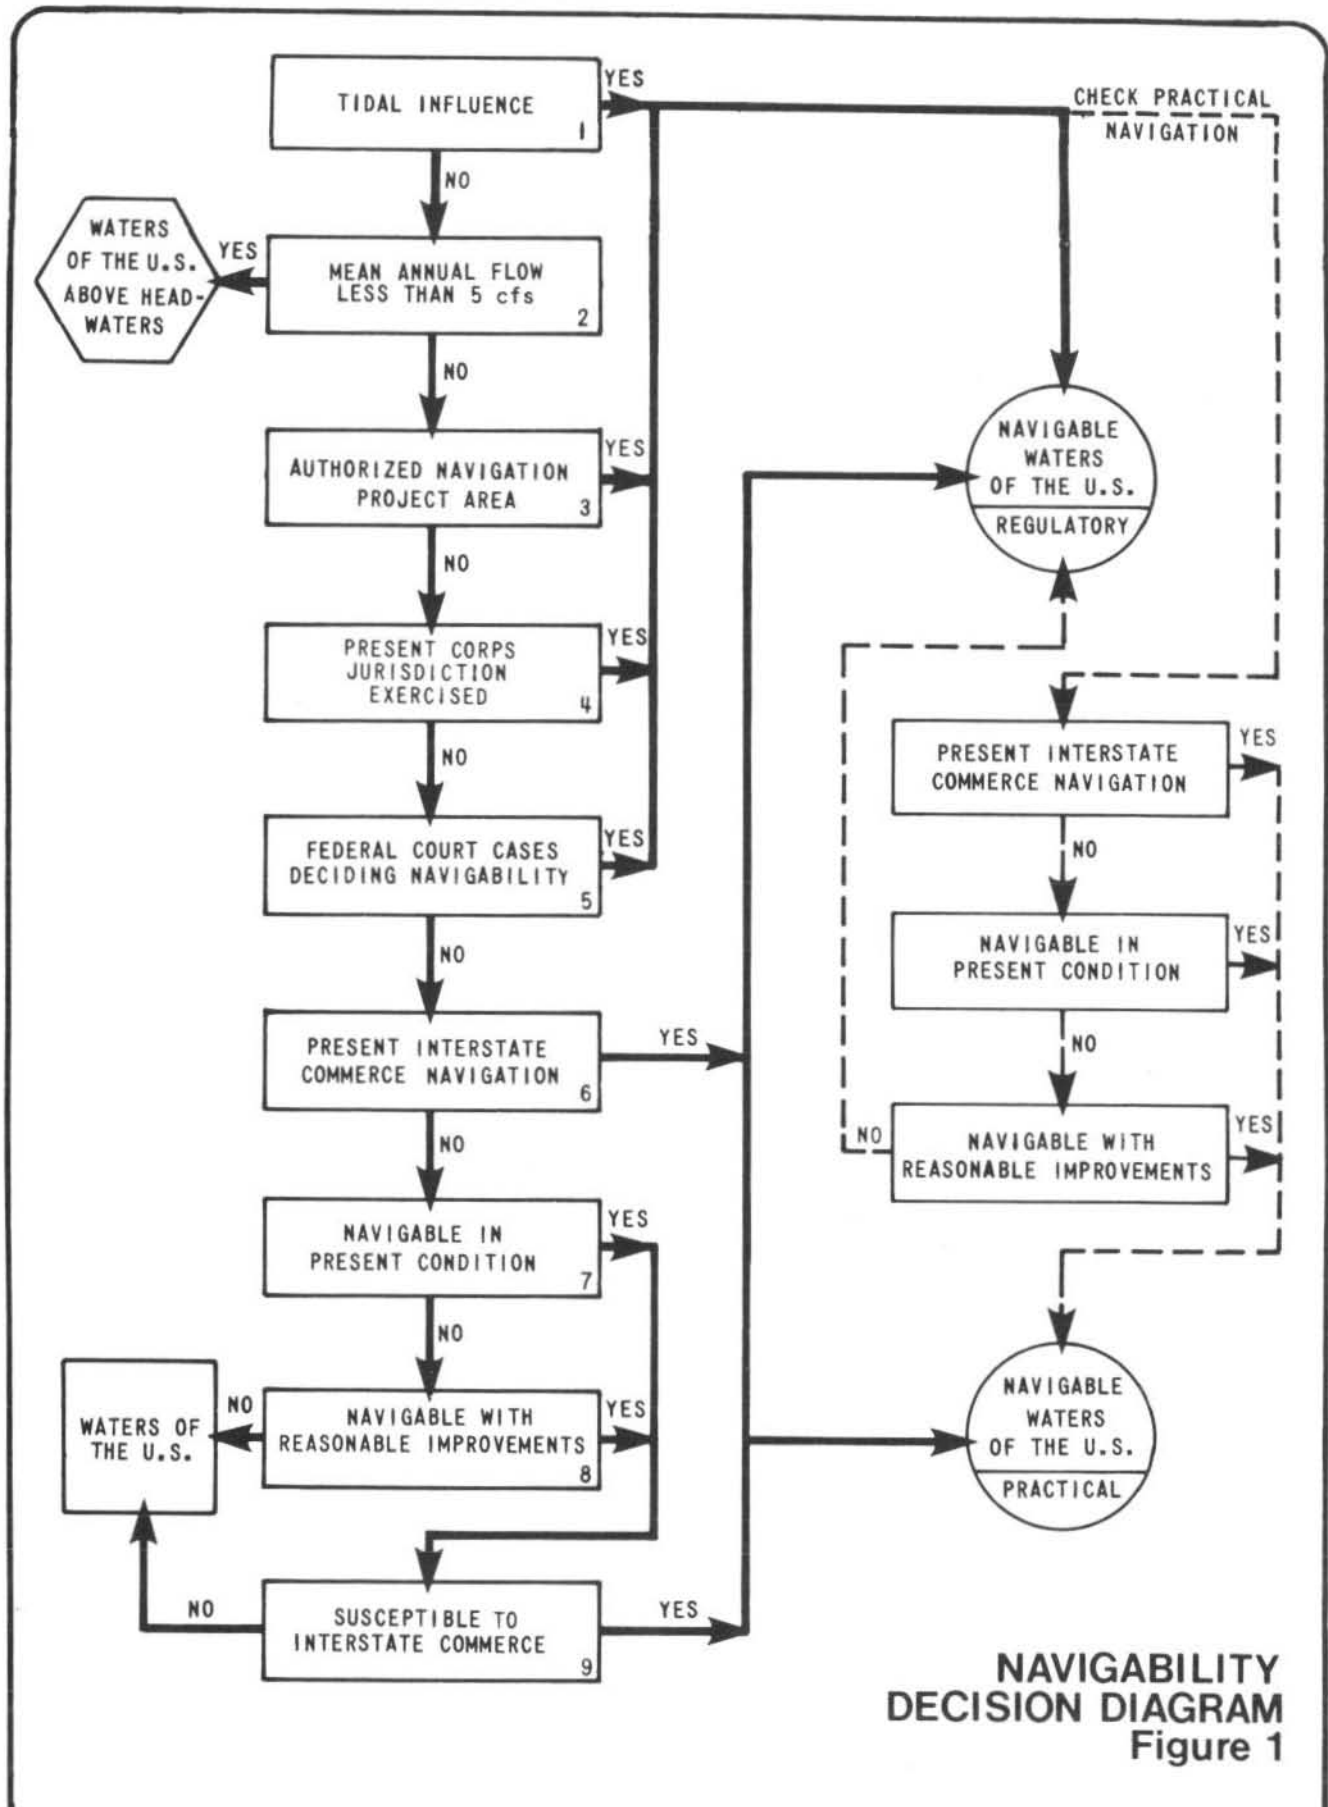 TIDAL INFLUENCE
1
YES
CHECK PRACTICAL
NAVIGATION
NO
WATERS
OF THE U.S.
ABOVE HEAD-
WATERS
YES
MEAN ANNUAL FLOW
LESS THAN 5 cfs
2
NO
AUTHORIZED NAVIGATION
PROJECT AREA
3
YES
NAVIGABLE
WATERS
OF THE U.S.
REGULATORY
NO
PRESENT CORPS
JURISDICTION
EXERCISED
4
YES
NO
PRESENT INTERSTATE
COMMERCE NAVIGATION
YES
NO
FEDERAL COURT CASES
DECIDING NAVIGABILITY
5
YES
NO
NAVIGABLE IN
PRESENT CONDITION
YES
NO
PRESENT INTERSTATE
COMMERCE NAVIGATION
6
YES
NO
NAVIGABLE WITH
REASONABLE IMPROVEMENTS
YES
NO
NAVIGABLE IN
PRESENT CONDITION
7
YES
NO
WATERS OF
THE U.S.
NO
NAVIGABLE WITH
REASONABLE IMPROVEMENTS
8
YES
NAVIGABLE
WATERS
OF THE U.S.
PRACTICAL
NO
SUSCEPTIBLE TO
INTERSTATE COMMERCE
9
YES
NAVIGABILITY
DECISION DIAGRAM
Figure 1